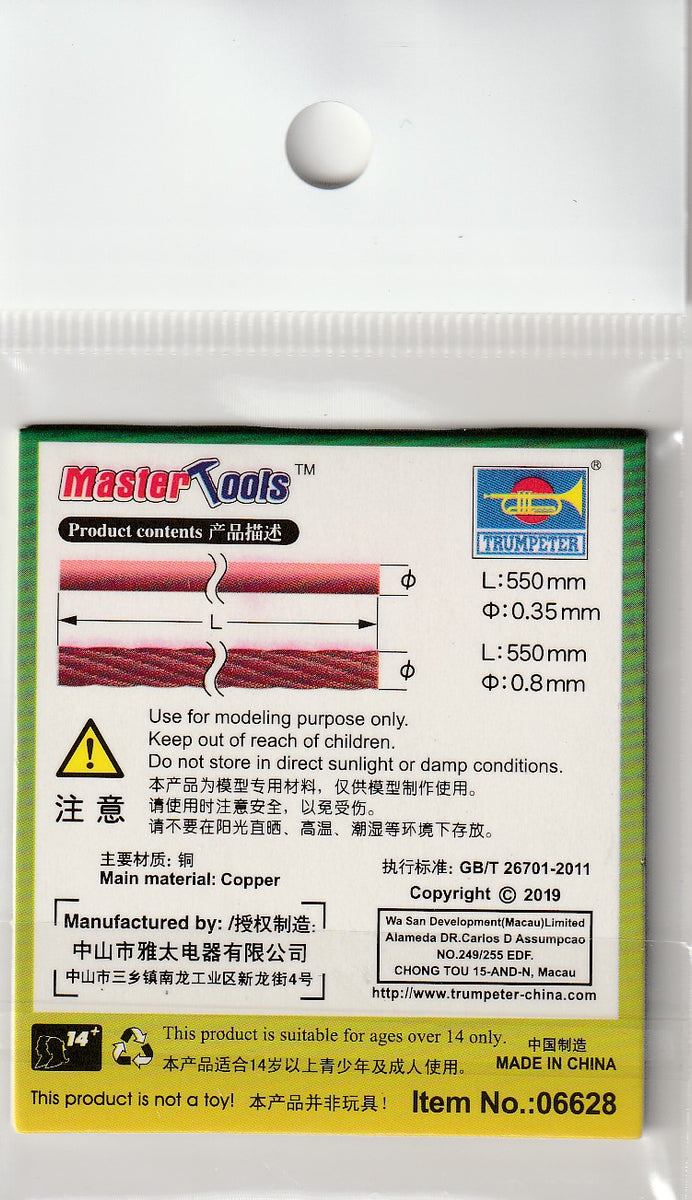 Master Tools™
®
TRUMPETER
Product contents 产品描述
Φ
L:550mm
Φ:0.35mm
L
Φ
L:550mm
Φ:0.8mm
Use for modeling purpose only.
Keep out of reach of children.
Do not store in direct sunlight or damp conditions.
注意
本产品为模型专用材料，仅供模型制作使用。
请使用时注意安全，以免受伤。
请不要在阳光直晒、高温、潮湿等环境下存放。
主要材质: 铜
Main material: Copper
执行标准: GB/T 26701-2011
Copyright © 2019
Manufactured by: /授权制造:
中山市雅太电器有限公司
中山市三乡镇南龙工业区新龙街4号
Wa San Development(Macau)Limited
Alameda DR.Carlos D Assumpcao
NO.249/255 EDF.
CHONG TOU 15-AND-N, Macau
http://www.trumpeter-china.com
14+
This product is suitable for ages over 14 only.
本产品适合14岁以上青少年及成人使用。
中国制造
MADE IN CHINA
This product is not a toy! 本产品并非玩具!
Item No.:06628